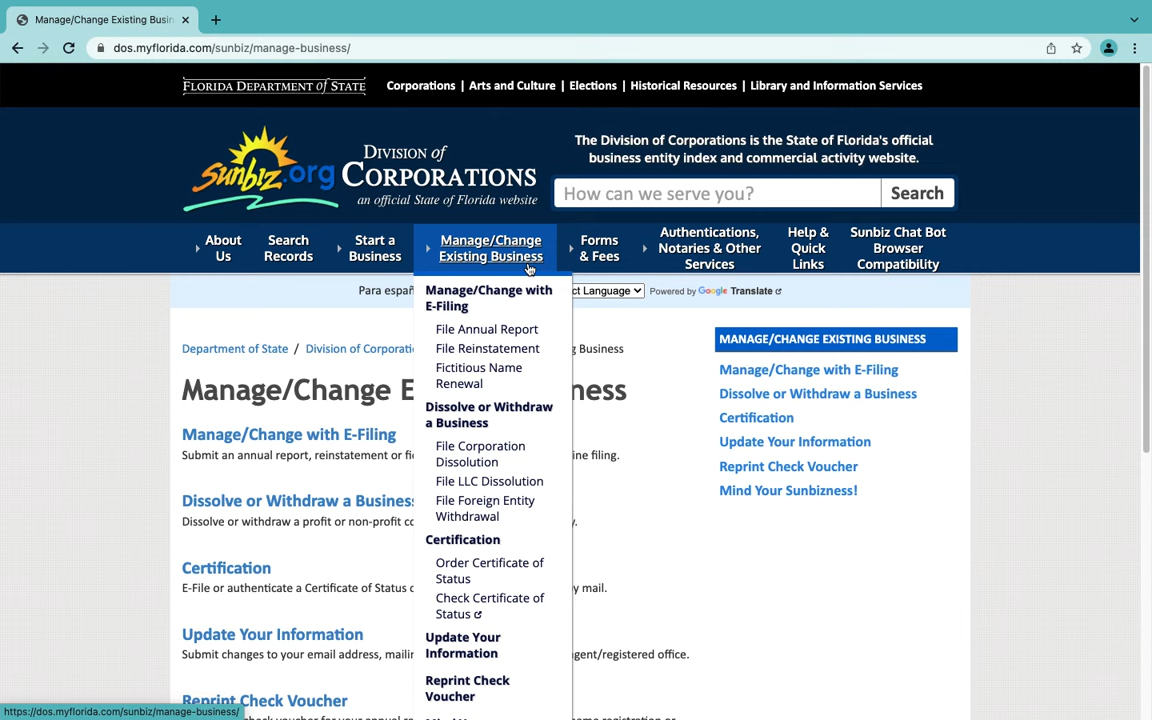 Manage/Change Existing Busin
dos.myflorida.com/sunbiz/manage-business/
FLORIDA DEPARTMENT of STATE
Corporations | Arts and Culture | Elections | Historical Resources | Library and Information Services
sunbiz.org
DIVISION of
CORPORATIONS
an official State of Florida website
The Division of Corporations is the State of Florida's official
business entity index and commercial activity website.
How can we serve you?
Search
About
Us
Search
Records
Start a
Business
Manage/Change
Existing Business
Forms
& Fees
Authentications,
Notaries & Other
Services
Help &
Quick
Links
Sunbiz Chat Bot
Browser
Compatibility
Para españ
ct Language
Powered by Google Translate
Manage/Change with
E-Filing
File Annual Report
File Reinstatement
Fictitious Name
Renewal
Dissolve or Withdraw
a Business
File Corporation
Dissolution
File LLC Dissolution
File Foreign Entity
Withdrawal
Certification
Order Certificate of
Status
Check Certificate of
Status
Update Your
Information
Reprint Check
Voucher
Department of State / Division of Corporati
g Business
Manage/Change E
ness
Manage/Change with E-Filing
Submit an annual report, reinstatement or fi
ine filing.
Dissolve or Withdraw a Business
Dissolve or withdraw a profit or non-profit co
y.
Certification
E-File or authenticate a Certificate of Status o
y mail.
Update Your Information
Submit changes to your email address, mailin
gent/registered office.
Reprint Check Voucher
MANAGE/CHANGE EXISTING BUSINESS
Manage/Change with E-Filing
Dissolve or Withdraw a Business
Certification
Update Your Information
Reprint Check Voucher
Mind Your Sunbizness!
https://dos.myflorida.com/sunbiz/manage-business/